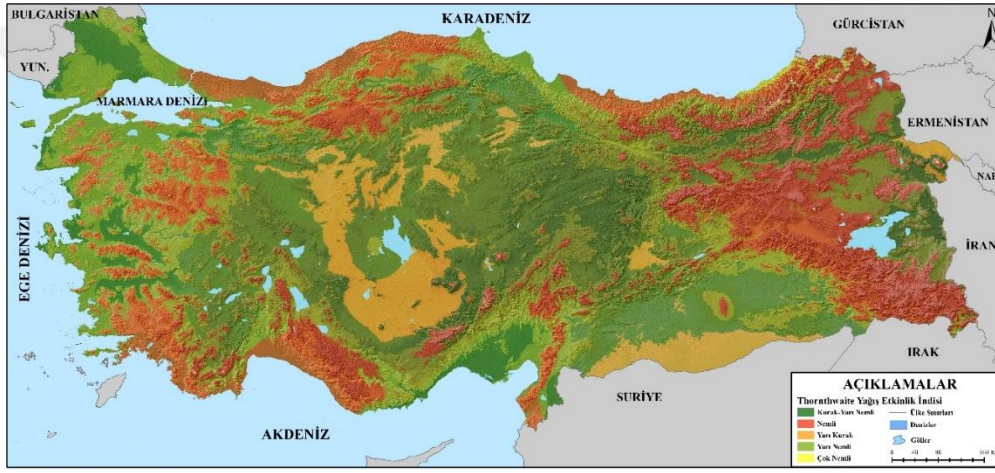 BULGARİSTAN
KARADENİZ
GÜRCİSTAN
N
YUN.
MARMARA DENİZİ
ERMENİSTAN
NAH
EGE DENİZİ
İRAN
IRAK
SURİYE
AKDENİZ
AÇIKLAMALAR
Thornthwaite Yağış Etkinlik İndisi
Kurak-Yarı Nemli
Ülke Sınırları
Nemli
Denizler
Yarı Kurak
Göller
Yarı Nemli
Çok Nemli
0